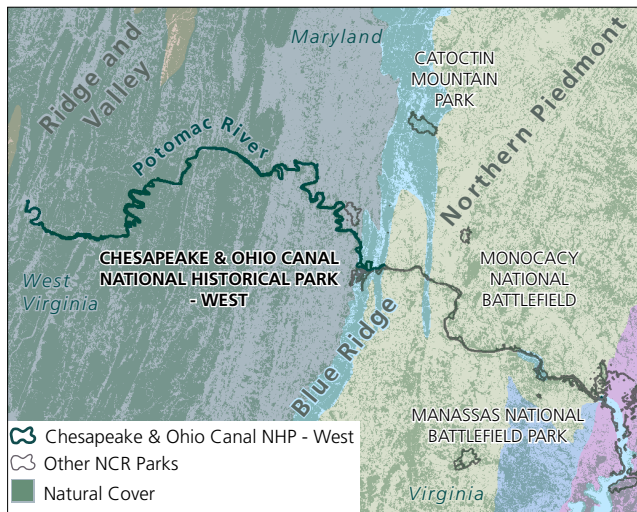 Maryland
CATOCTIN
MOUNTAIN
PARK
Ridge and
Valley
Northern Piedmont
Potomac River
CHESAPEAKE & OHIO CANAL
NATIONAL HISTORICAL PARK
- WEST
MONOCACY
NATIONAL
BATTLEFIELD
West
Virginia
Blue Ridge
MANASSAS NATIONAL
BATTLEFIELD PARK
Virginia
Chesapeake & Ohio Canal NHP - West
Other NCR Parks
Natural Cover